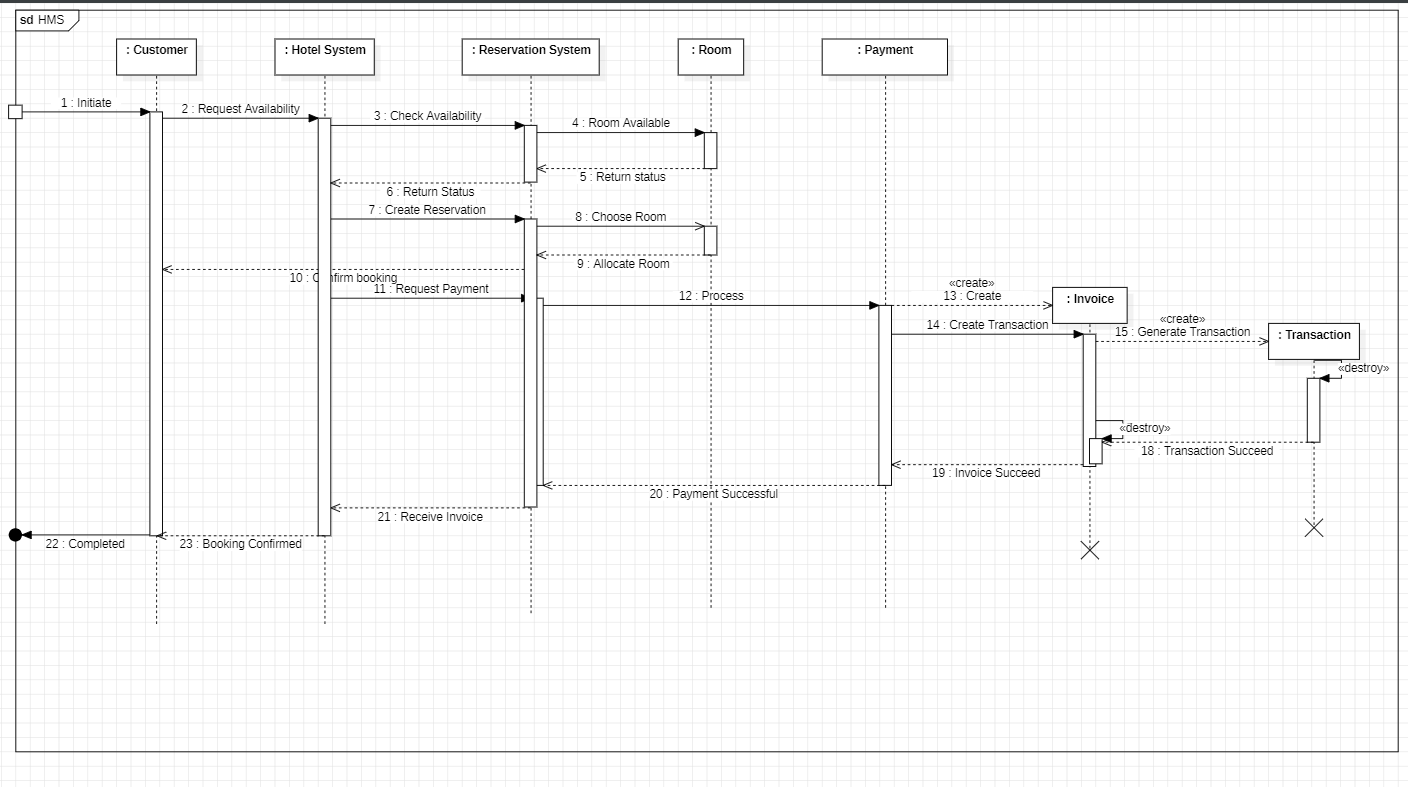 sd HMS
: Customer
: Hotel System
: Reservation System
: Room
: Payment
1 : Initiate
2 : Request Availability
3 : Check Availability
4 : Room Available
5 : Return status
6 : Return Status
7 : Create Reservation
8 : Choose Room
9 : Allocate Room
10 : Confirm booking
11 : Request Payment
12 : Process
«create»
13 : Create
: Invoice
14 : Create Transaction
«create»
15 : Generate Transaction
: Transaction
«destroy»
«destroy»
18 : Transaction Succeed
19 : Invoice Succeed
20 : Payment Successful
21 : Receive Invoice
22 : Completed
23 : Booking Confirmed